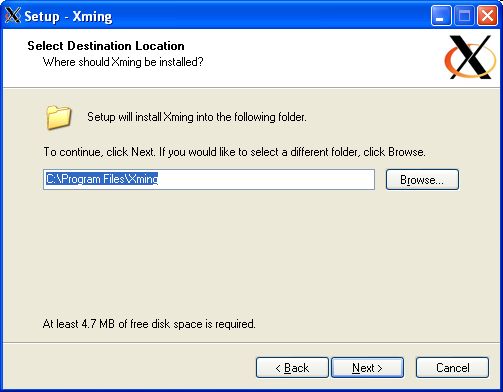 Setup - Xming
Select Destination Location
Where should Xming be installed?
Setup will install Xming into the following folder.
To continue, click Next. If you would like to select a different folder, click Browse.
C:\Program Files\Xming
Browse...
At least 4.7 MB of free disk space is required.
< Back
Next >
Cancel